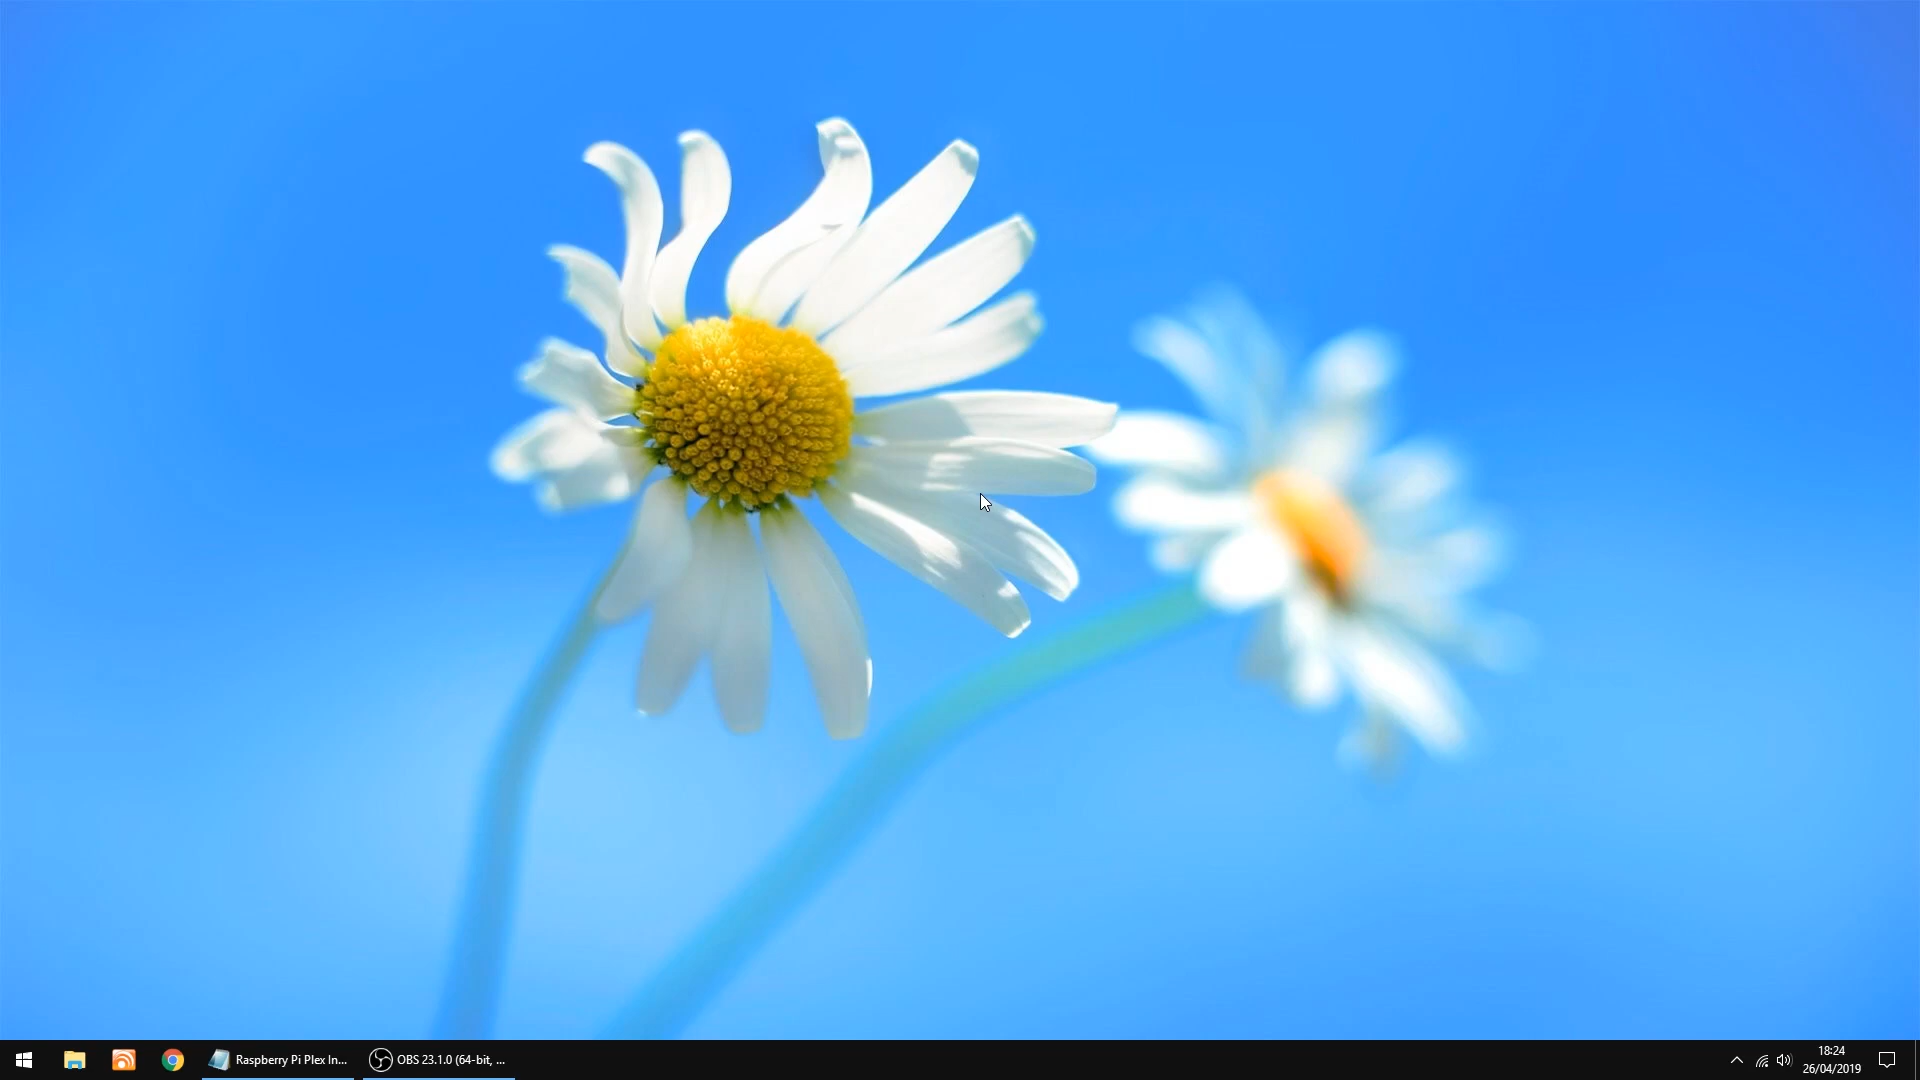 Raspberry Pi Plex In...
OBS 23.1.0 (64-bit, ...
18:24
26/04/2019